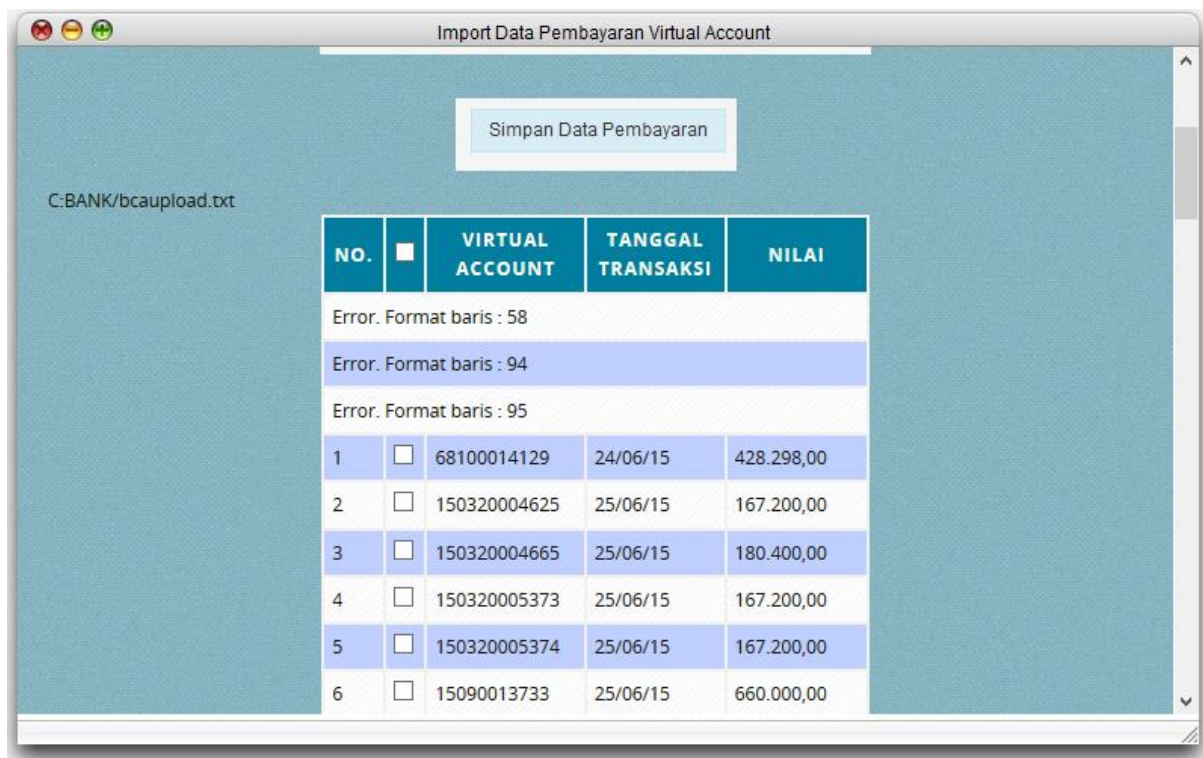 Import Data Pembayaran Virtual Account
Simpan Data Pembayaran
C:BANK/bcaupload.txt
NO. VIRTUAL ACCOUNT TANGGAL TRANSAKSI NILAI
Error. Format baris : 58
Error. Format baris : 94
Error. Format baris : 95
1 68100014129 24/06/15 428.298,00
2 150320004625 25/06/15 167.200,00
3 150320004665 25/06/15 180.400,00
4 150320005373 25/06/15 167.200,00
5 150320005374 25/06/15 167.200,00
6 15090013733 25/06/15 660.000,00